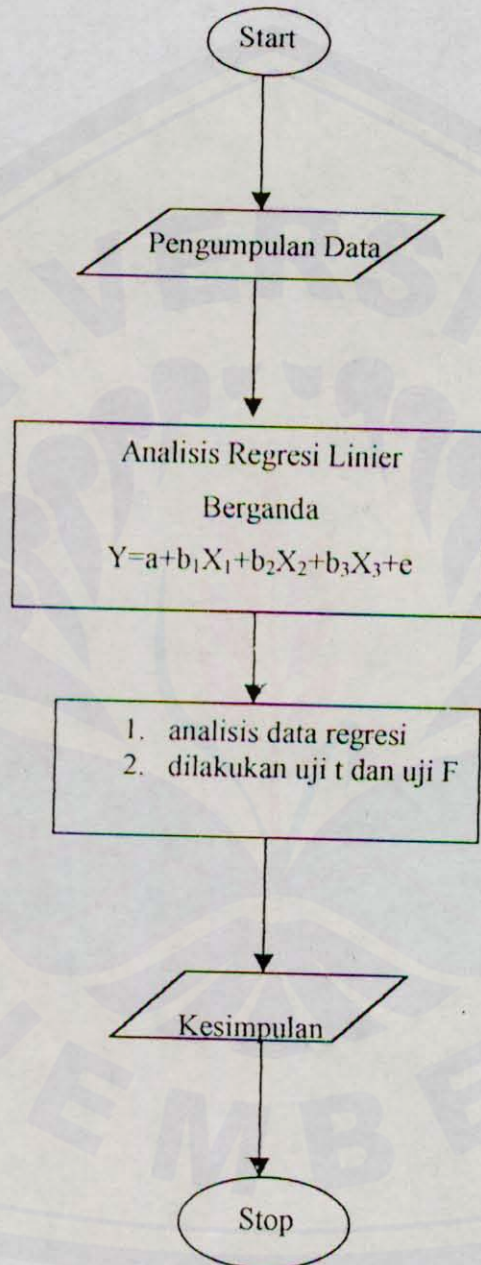 Start
Pengumpulan Data
Analisis Regresi Linier
Berganda
Y=a+b₁X₁+b₂X₂+b₃X₃+e
1. analisis data regresi
2. dilakukan uji t dan uji F
Kesimpulan
Stop